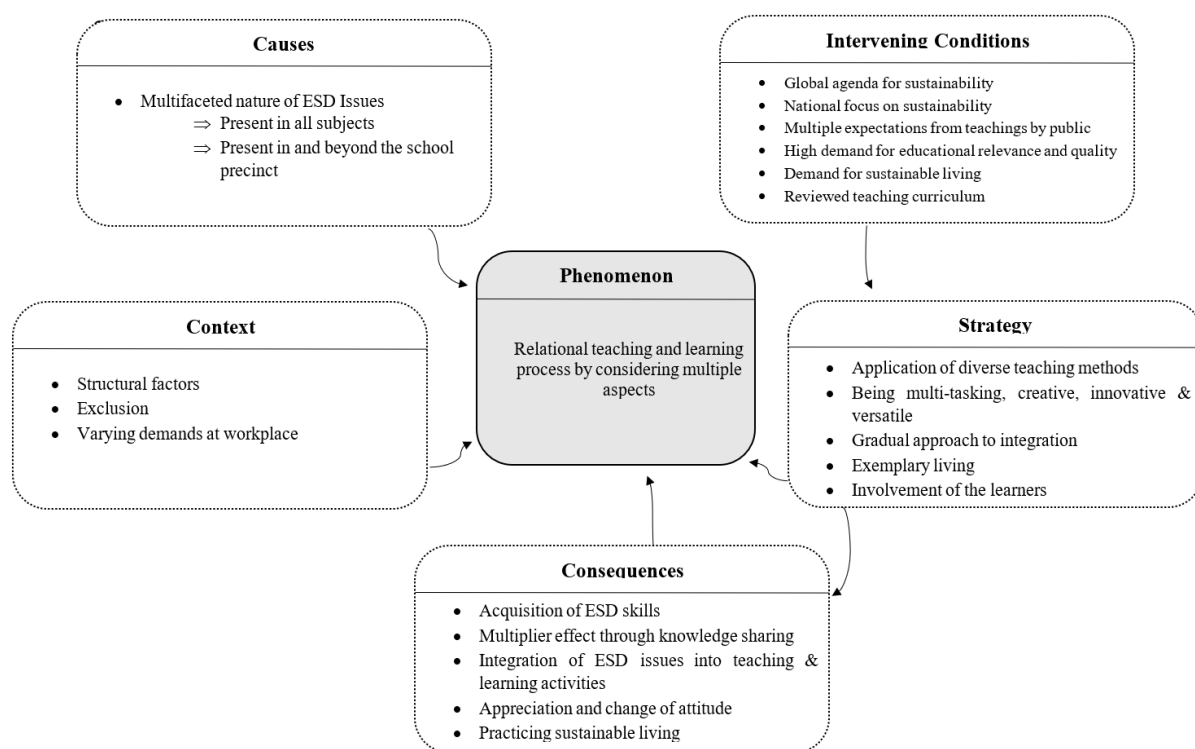 Causes
• Multifaceted nature of ESD Issues
⇒ Present in all subjects
⇒ Present in and beyond the school
precinct
Intervening Conditions
• Global agenda for sustainability
• National focus on sustainability
• Multiple expectations from teachings by public
• High demand for educational relevance and quality
• Demand for sustainable living
• Reviewed teaching curriculum
Phenomenon
Relational teaching and learning
process by considering multiple
aspects
Context
• Structural factors
• Exclusion
• Varying demands at workplace
Strategy
• Application of diverse teaching methods
• Being multi-tasking, creative, innovative &
versatile
• Gradual approach to integration
• Exemplary living
• Involvement of the learners
Consequences
• Acquisition of ESD skills
• Multiplier effect through knowledge sharing
• Integration of ESD issues into teaching &
learning activities
• Appreciation and change of attitude
• Practicing sustainable living